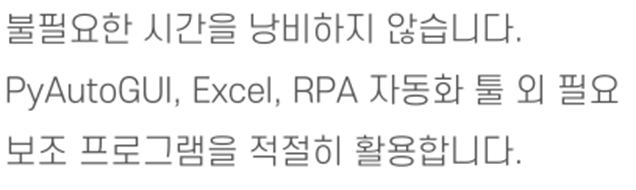 불필요한 시간을 낭비하지 않습니다.
PyAutoGUI, Excel, RPA 자동화 툴 외 필요
보조 프로그램을 적절히 활용합니다.